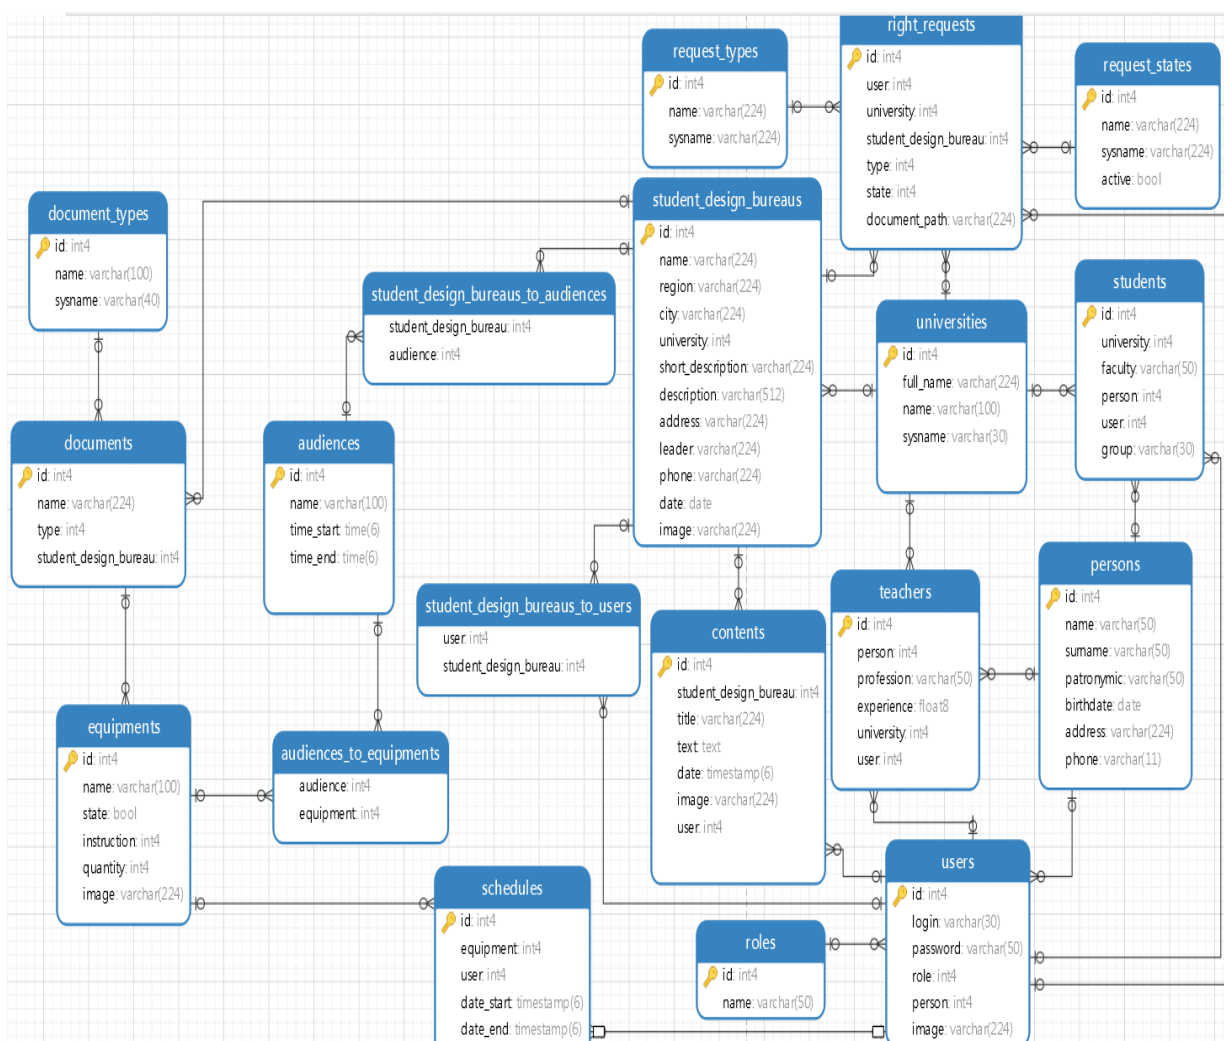 right_requests
id: int4
user: int4
university: int4
student_design_bureau: int4
type: int4
state: int4
document_path: varchar(224)
request_types
id: int4
name: varchar(224)
sysname: varchar(224)
request_states
id: int4
name: varchar(224)
sysname: varchar(224)
active: bool
document_types
id: int4
name: varchar(100)
sysname: varchar(40)
student_design_bureaus
id: int4
name: varchar(224)
region: varchar(224)
city: varchar(224)
university: int4
short_description: varchar(224)
description: varchar(512)
address: varchar(224)
leader: varchar(224)
phone: varchar(224)
date: date
image: varchar(224)
student_design_bureaus_to_audiences
student_design_bureau: int4
audience: int4
universities
id: int4
full_name: varchar(224)
name: varchar(100)
sysname: varchar(30)
students
id: int4
university: int4
faculty: varchar(50)
person: int4
user: int4
group: varchar(30)
documents
id: int4
name: varchar(224)
type: int4
student_design_bureau: int4
audiences
id: int4
name: varchar(100)
time_start: time(6)
time_end: time(6)
student_design_bureaus_to_users
user: int4
student_design_bureau: int4
contents
id: int4
student_design_bureau: int4
title: varchar(224)
text: text
date: timestamp(6)
image: varchar(224)
user: int4
teachers
id: int4
person: int4
profession: varchar(50)
experience: float8
university: int4
user: int4
persons
id: int4
name: varchar(50)
surname: varchar(50)
patronymic: varchar(50)
birthdate: date
address: varchar(224)
phone: varchar(11)
equipments
id: int4
name: varchar(100)
state: bool
instruction: int4
quantity: int4
image: varchar(224)
audiences_to_equipments
audience: int4
equipment: int4
schedules
id: int4
equipment: int4
user: int4
date_start: timestamp(6)
date_end: timestamp(6)
roles
id: int4
name: varchar(50)
users
id: int4
login: varchar(30)
password: varchar(50)
role: int4
person: int4
image: varchar(224)